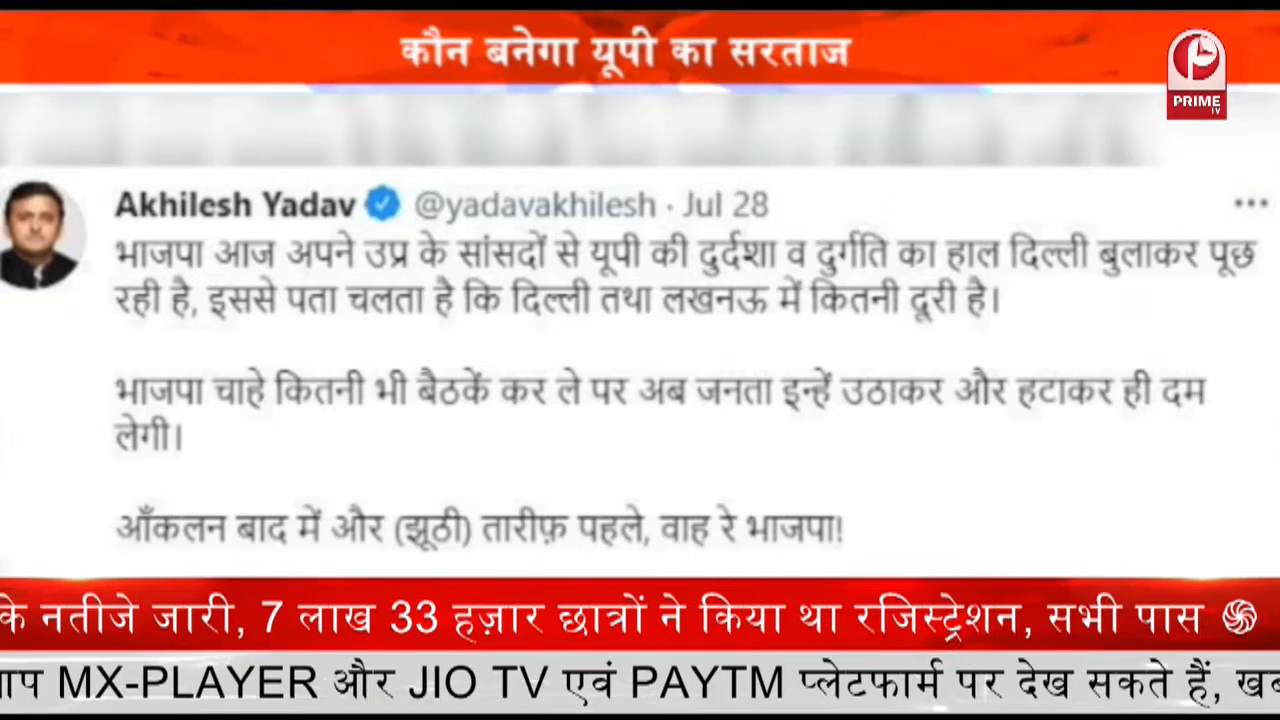 कौन बनेगा यूपी का सरताज
PRIME
TV
Akhilesh Yadav @yadavakhilesh · Jul 28
भाजपा आज अपने उप्र के सांसदों से यूपी की दुर्दशा व दुर्गति का हाल दिल्ली बुलाकर पूछ
रही है, इससे पता चलता है कि दिल्ली तथा लखनऊ में कितनी दूरी है।
भाजपा चाहे कितनी भी बैठकें कर ले पर अब जनता इन्हें उठाकर और हटाकर ही दम
लेगी।
आँकलन बाद में और (झूठी) तारीफ़ पहले, वाह रे भाजपा!
के नतीजे जारी, 7 लाख 33 हज़ार छात्रों ने किया था रजिस्ट्रेशन, सभी पास
MX-PLAYER और JIO TV एवं PAYTM प्लेटफार्म पर देख सकते हैं,